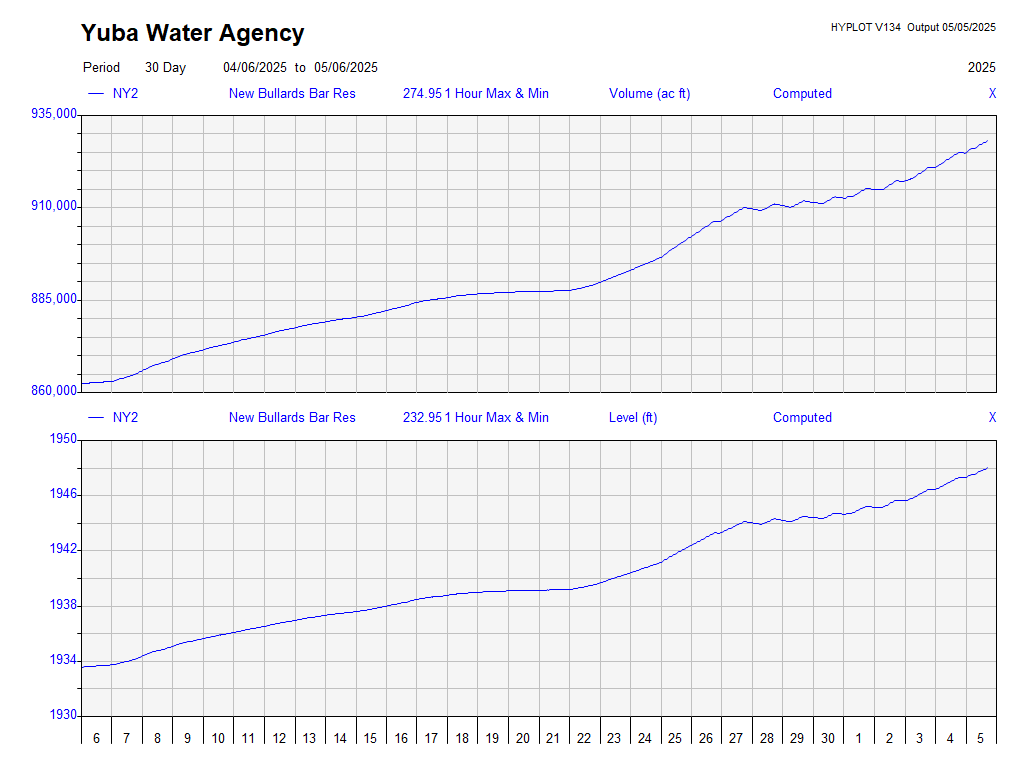 Yuba Water Agency
HYPLOT V134 Output 05/05/2025
Period 30 Day 04/06/2025 to 05/06/2025 2025
NY2 New Bullards Bar Res 274.95 1 Hour Max & Min Volume (ac ft) Computed X
935,000
910,000
885,000
860,000
NY2 New Bullards Bar Res 232.95 1 Hour Max & Min Level (ft) Computed X
1950
1946
1942
1938
1934
1930
6 7 8 9 10 11 12 13 14 15 16 17 18 19 20 21 22 23 24 25 26 27 28 29 30 1 2 3 4 5